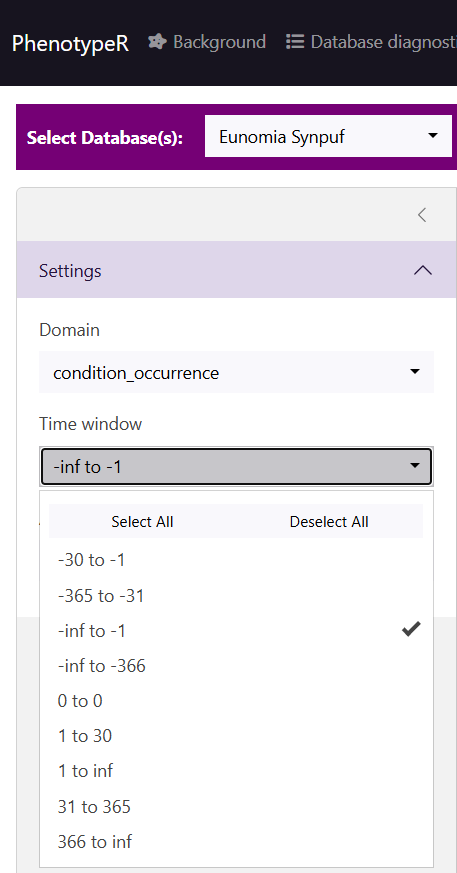 PhenotypeR Background Database diagnosti
Select Database(s): Eunomia Synpuf
Settings
Domain
condition_occurrence
Time window
-inf to -1
Select All Deselect All
-30 to -1
-365 to -31
-inf to -1
-inf to -366
0 to 0
1 to 30
1 to inf
31 to 365
366 to inf